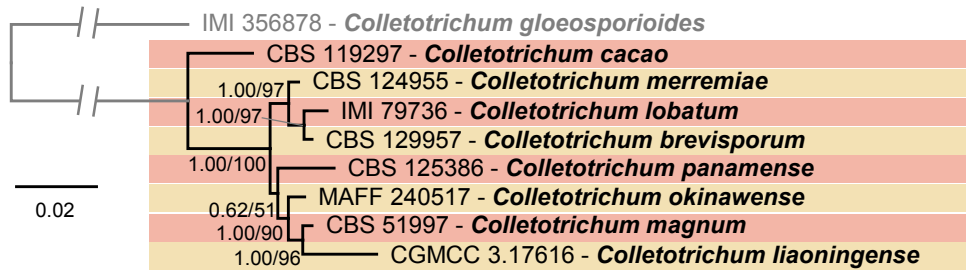 IMI 356878 - Colletotrichum gloeosporioides
CBS 119297 - Colletotrichum cacao
CBS 124955 - Colletotrichum merremiae
1.00/97
IMI 79736 - Colletotrichum lobatum
1.00/97
CBS 129957 - Colletotrichum brevisporum
1.00/100
CBS 125386 - Colletotrichum panamense
MAFF 240517 - Colletotrichum okinawense
0.02
0.62/51
CBS 51997 - Colletotrichum magnum
1.00/90
CGMCC 3.17616 - Colletotrichum liaoningense
1.00/96